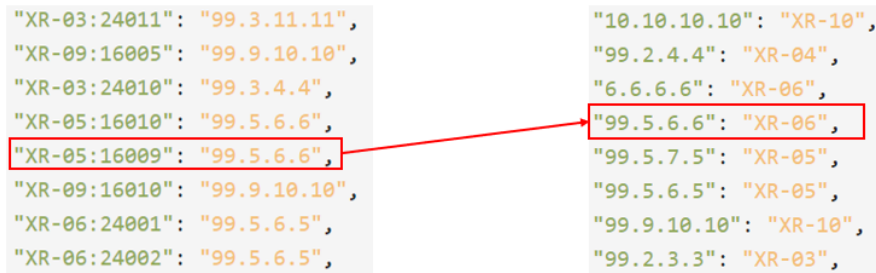 "XR-03:24011": "99.3.11.11",
"XR-09:16005": "99.9.10.10",
"XR-03:24010": "99.3.4.4",
"XR-05:16010": "99.5.6.6",
"XR-05:16009": "99.5.6.6",
"XR-09:16010": "99.9.10.10",
"XR-06:24001": "99.5.6.5",
"XR-06:24002": "99.5.6.5",
"10.10.10.10": "XR-10",
"99.2.4.4": "XR-04",
"6.6.6.6": "XR-06",
"99.5.6.6": "XR-06",
"99.5.7.5": "XR-05",
"99.5.6.5": "XR-05",
"99.9.10.10": "XR-10",
"99.2.3.3": "XR-03",